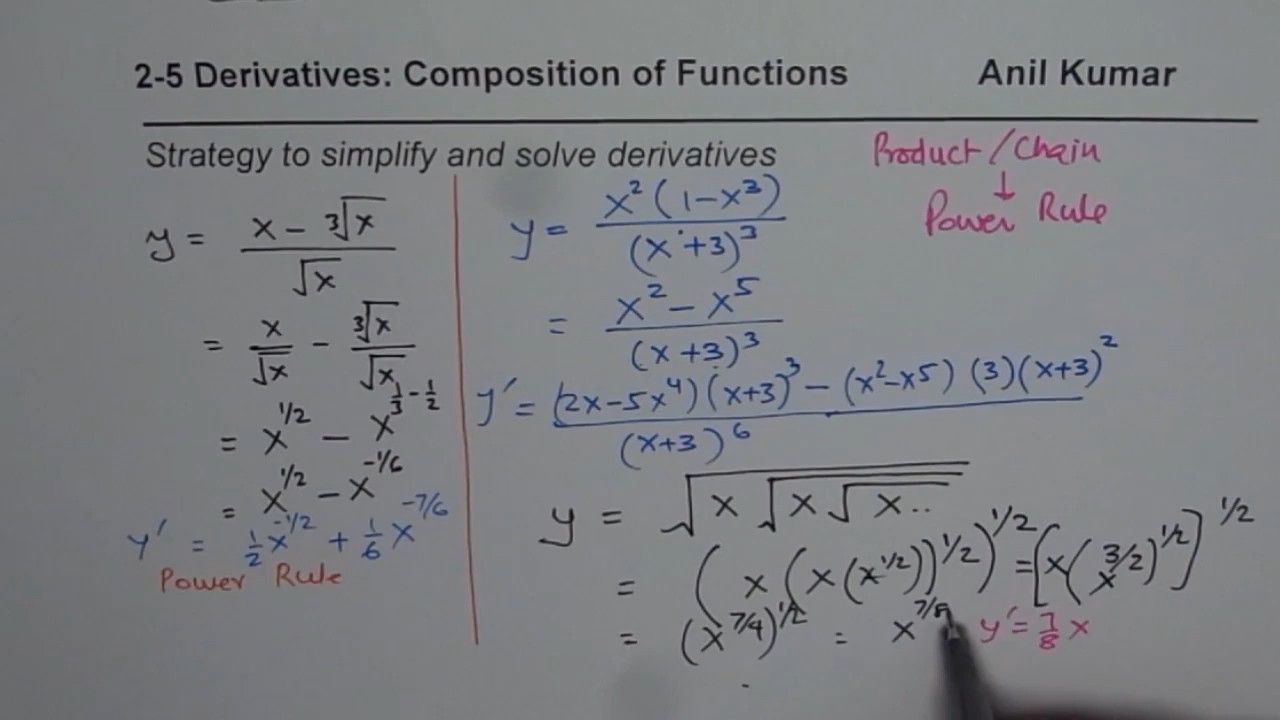 2-5 Derivatives: Composition of Functions Anil Kumar
Strategy to simplify and solve derivatives
Product / Chain
↓
Power Rule
y = (x - ∛x) / √x
= x/√x - ∛x/√x
= x^(1/2) - x^(1/3 - 1/2)
= x^(1/2) - x^(-1/6)
y' = 1/2 x^(-1/2) + 1/6 x^(-7/6)
Power Rule
y = x²(1-x³) / (x+3)³
= (x² - x⁵) / (x+3)³
y' = ((2x-5x⁴)(x+3)³ - (x²-x⁵)(3)(x+3)²) / (x+3)⁶
y = √(x√(x√(x..
= (x(x(x^(1/2))^(1/2))^(1/2) = [x(x^(3/2))^(1/2)]^(1/2)
= (x^(7/4))^(1/2) = x^(7/8) y' = 7/8 x